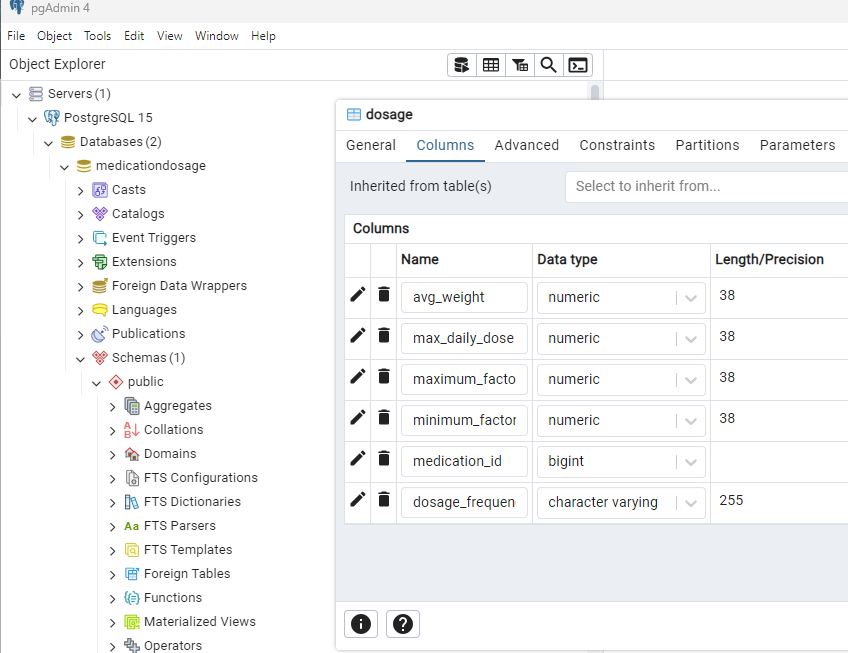 pgAdmin 4
File Object Tools Edit View Window Help
Object Explorer
Servers (1)
PostgreSQL 15
Databases (2)
medicationdosage
Casts
Catalogs
Event Triggers
Extensions
Foreign Data Wrappers
Languages
Publications
Schemas (1)
public
Aggregates
Collations
Domains
FTS Configurations
FTS Dictionaries
Aa FTS Parsers
FTS Templates
Foreign Tables
Functions
Materialized Views
Operators
dosage
General Columns Advanced Constraints Partitions Parameters
Inherited from table(s) Select to inherit from...
Columns
Name Data type Length/Precision
avg_weight numeric 38
max_daily_dose numeric 38
maximum_facto numeric 38
minimum_factor numeric 38
medication_id bigint
dosage_frequen character varying 255